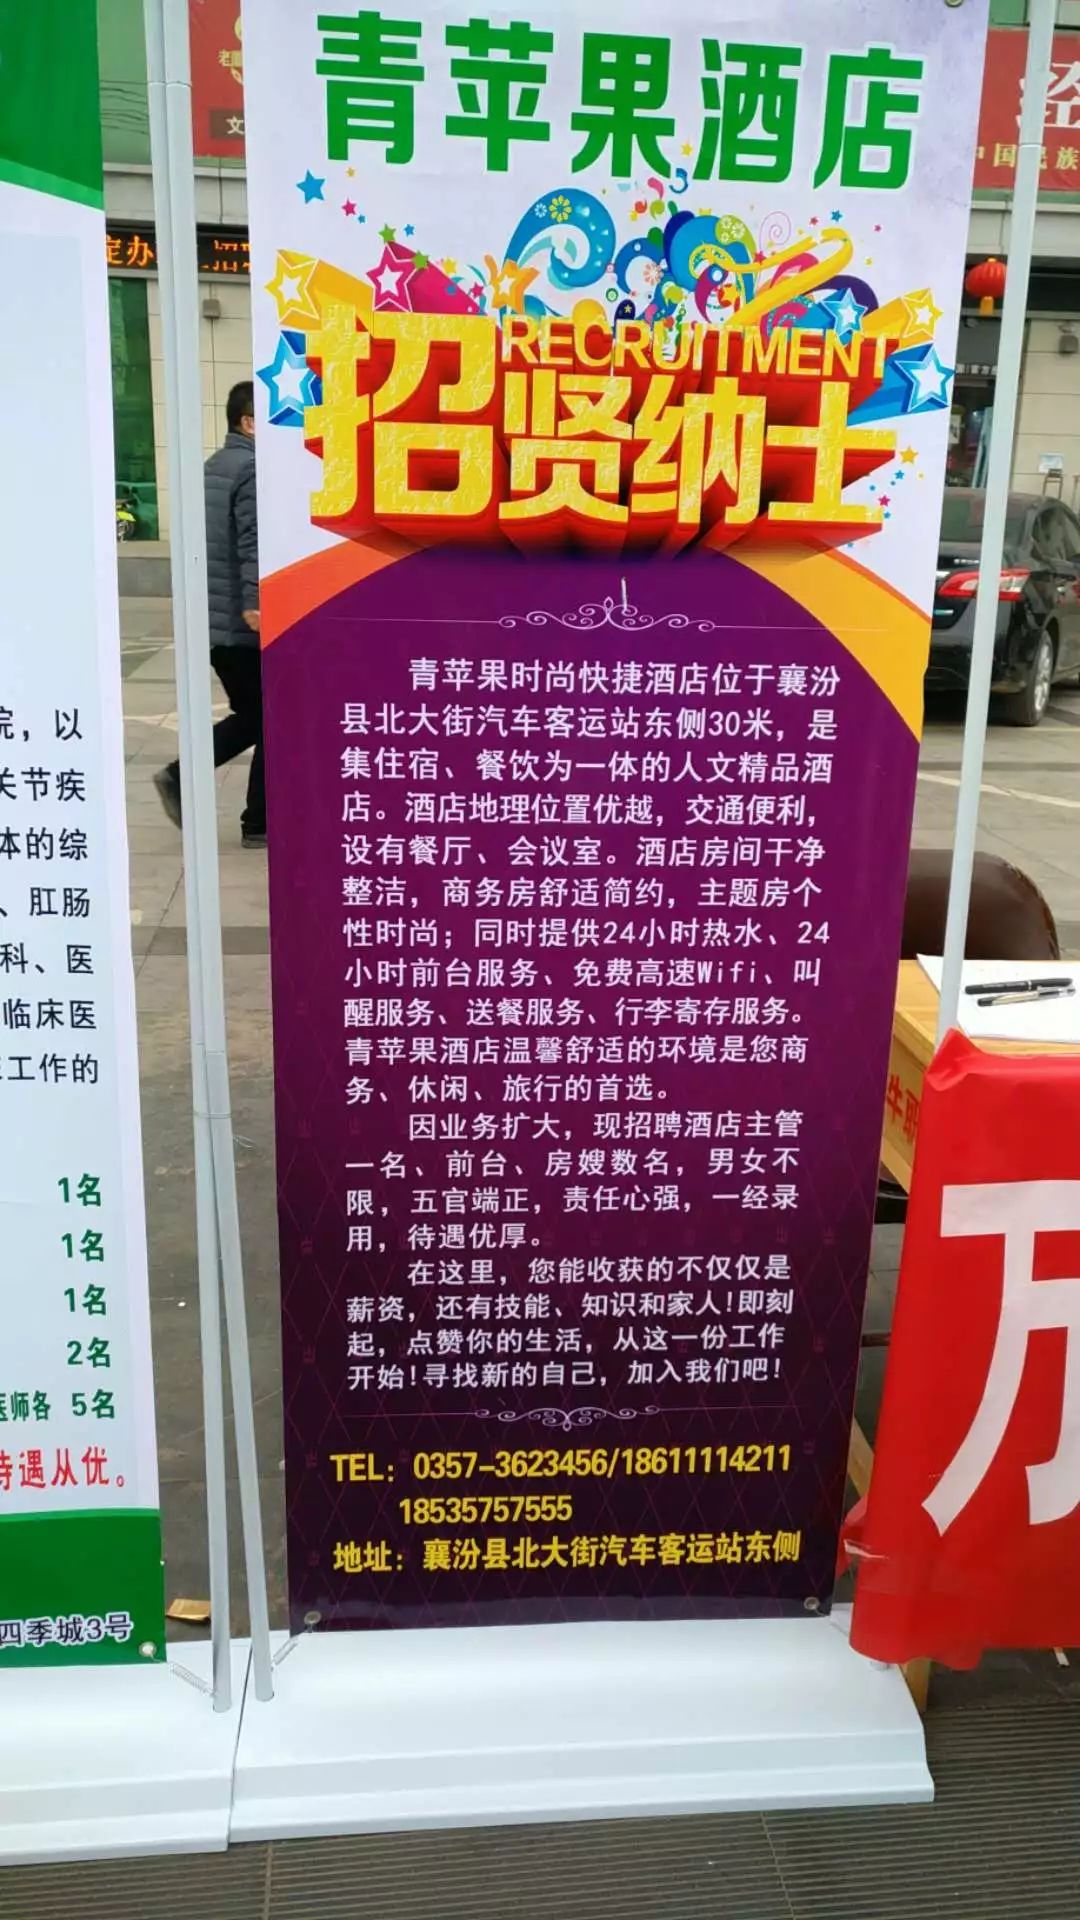 青苹果酒店
RECRUITMENT
招贤纳士
青苹果时尚快捷酒店位于襄汾
县北大街汽车客运站东侧30米，是
集住宿、餐饮为一体的人文精品酒
店。酒店地理位置优越，交通便利，
设有餐厅、会议室。酒店房间干净
整洁，商务房舒适简约，主题房个
性时尚；同时提供24小时热水、24
小时前台服务、免费高速Wifi、叫
醒服务、送餐服务、行李寄存服务。
青苹果酒店温馨舒适的环境是您商
务、休闲、旅行的首选。
因业务扩大，现招聘酒店主管
一名、前台、房嫂数名，男女不
限，五官端正，责任心强，一经录
用，待遇优厚。
在这里，您能收获的不仅仅是
薪资，还有技能、知识和家人!即刻
起，点赞你的生活，从这一份工作
开始!寻找新的自己，加入我们吧!
TEL：0357-3623456/18611114211
18535757555
地址：襄汾县北大街汽车客运站东侧
院，以
关节疾
体的综
、肛肠
科、医
临床医
工作的
1名
1名
1名
2名
医师各 5名
待遇从优。
四季城3号
定办
招
文
中国民族